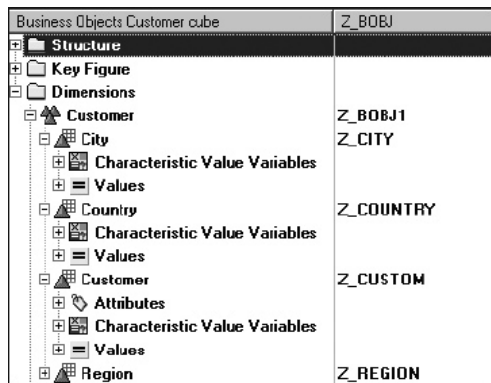 Business Objects Customer cube Z_BOBJ
Structure
Key Figure
Dimensions
Customer Z_BOBJ1
City Z_CITY
Characteristic Value Variables
Values
Country Z_COUNTRY
Characteristic Value Variables
Values
Customer Z_CUSTOM
Attributes
Characteristic Value Variables
Values
Region Z_REGION